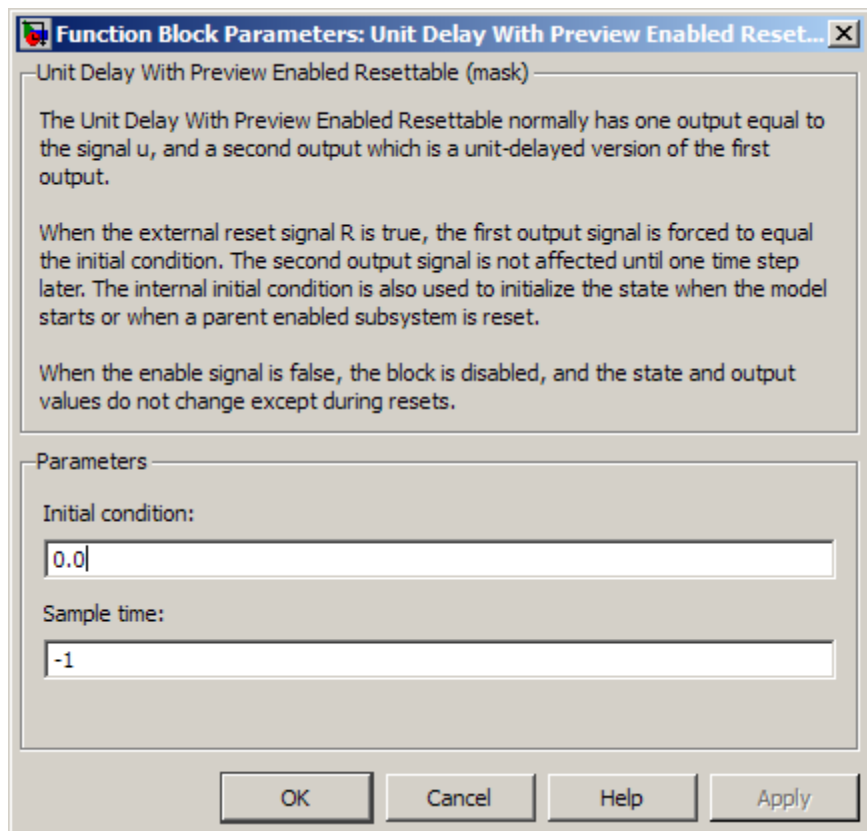 Function Block Parameters: Unit Delay With Preview Enabled Reset...
Unit Delay With Preview Enabled Resettable (mask)
The Unit Delay With Preview Enabled Resettable normally has one output equal to
the signal u, and a second output which is a unit-delayed version of the first
output.
When the external reset signal R is true, the first output signal is forced to equal
the initial condition. The second output signal is not affected until one time step
later. The internal initial condition is also used to initialize the state when the model
starts or when a parent enabled subsystem is reset.
When the enable signal is false, the block is disabled, and the state and output
values do not change except during resets.
Parameters
Initial condition:
0.0
Sample time:
-1
OK Cancel Help Apply